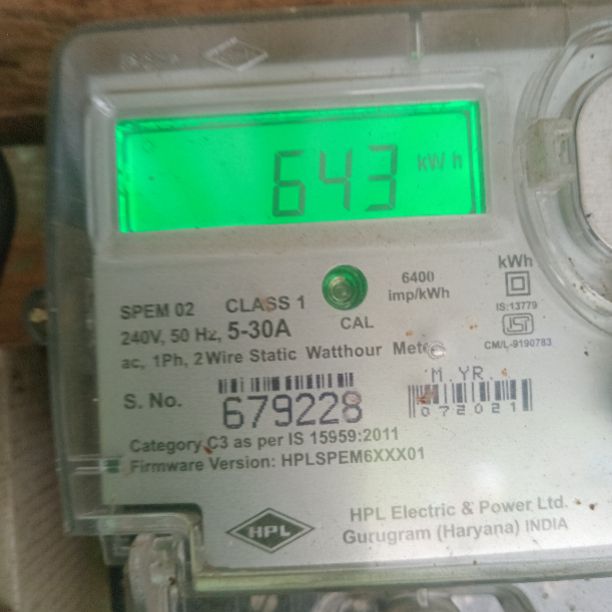 643 kWh
6400
imp/kWh
kWh
IS:13779
CM/L-9190783
SPEM 02 CLASS 1
CAL
240V, 50 Hz, 5-30A
ac, 1Ph, 2Wire Static Watthour Meter
M.YR.
072021
S. No. 679228
Category C3 as per IS 15959:2011
Firmware Version: HPLSPEM6XXX01
HPL
HPL Electric & Power Ltd.
Gurugram (Haryana) INDIA